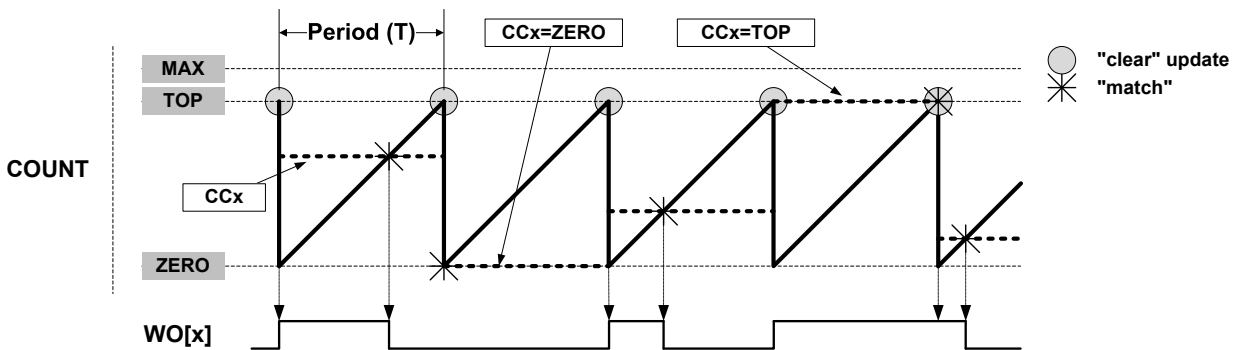 Period (T)
CCx=ZERO
CCx=TOP
"clear" update
"match"
MAX
TOP
COUNT
CCx
ZERO
WO[x]